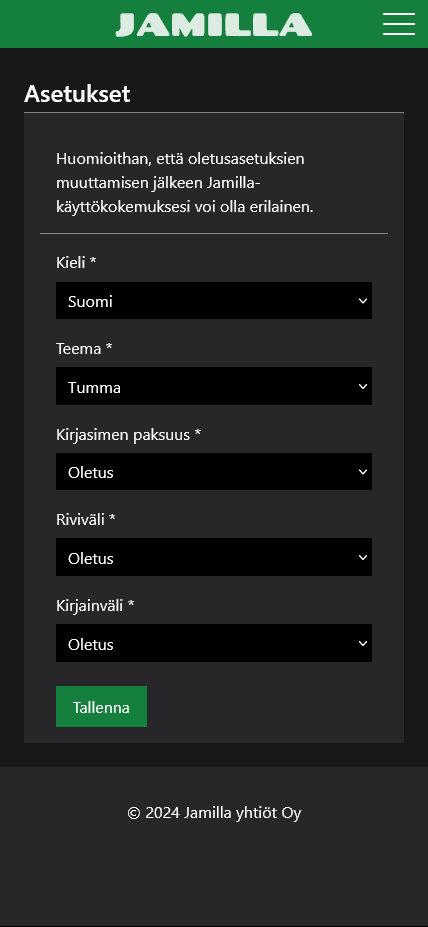 JAMILLA
Asetukset
Huomioithan, että oletusasetuksien
muuttamisen jälkeen Jamilla-
käyttökokemuksesi voi olla erilainen.
Kieli *
Suomi
Teema *
Tumma
Kirjasimen paksuus *
Oletus
Riviväli *
Oletus
Kirjainväli *
Oletus
Tallenna
© 2024 Jamilla yhtiöt Oy